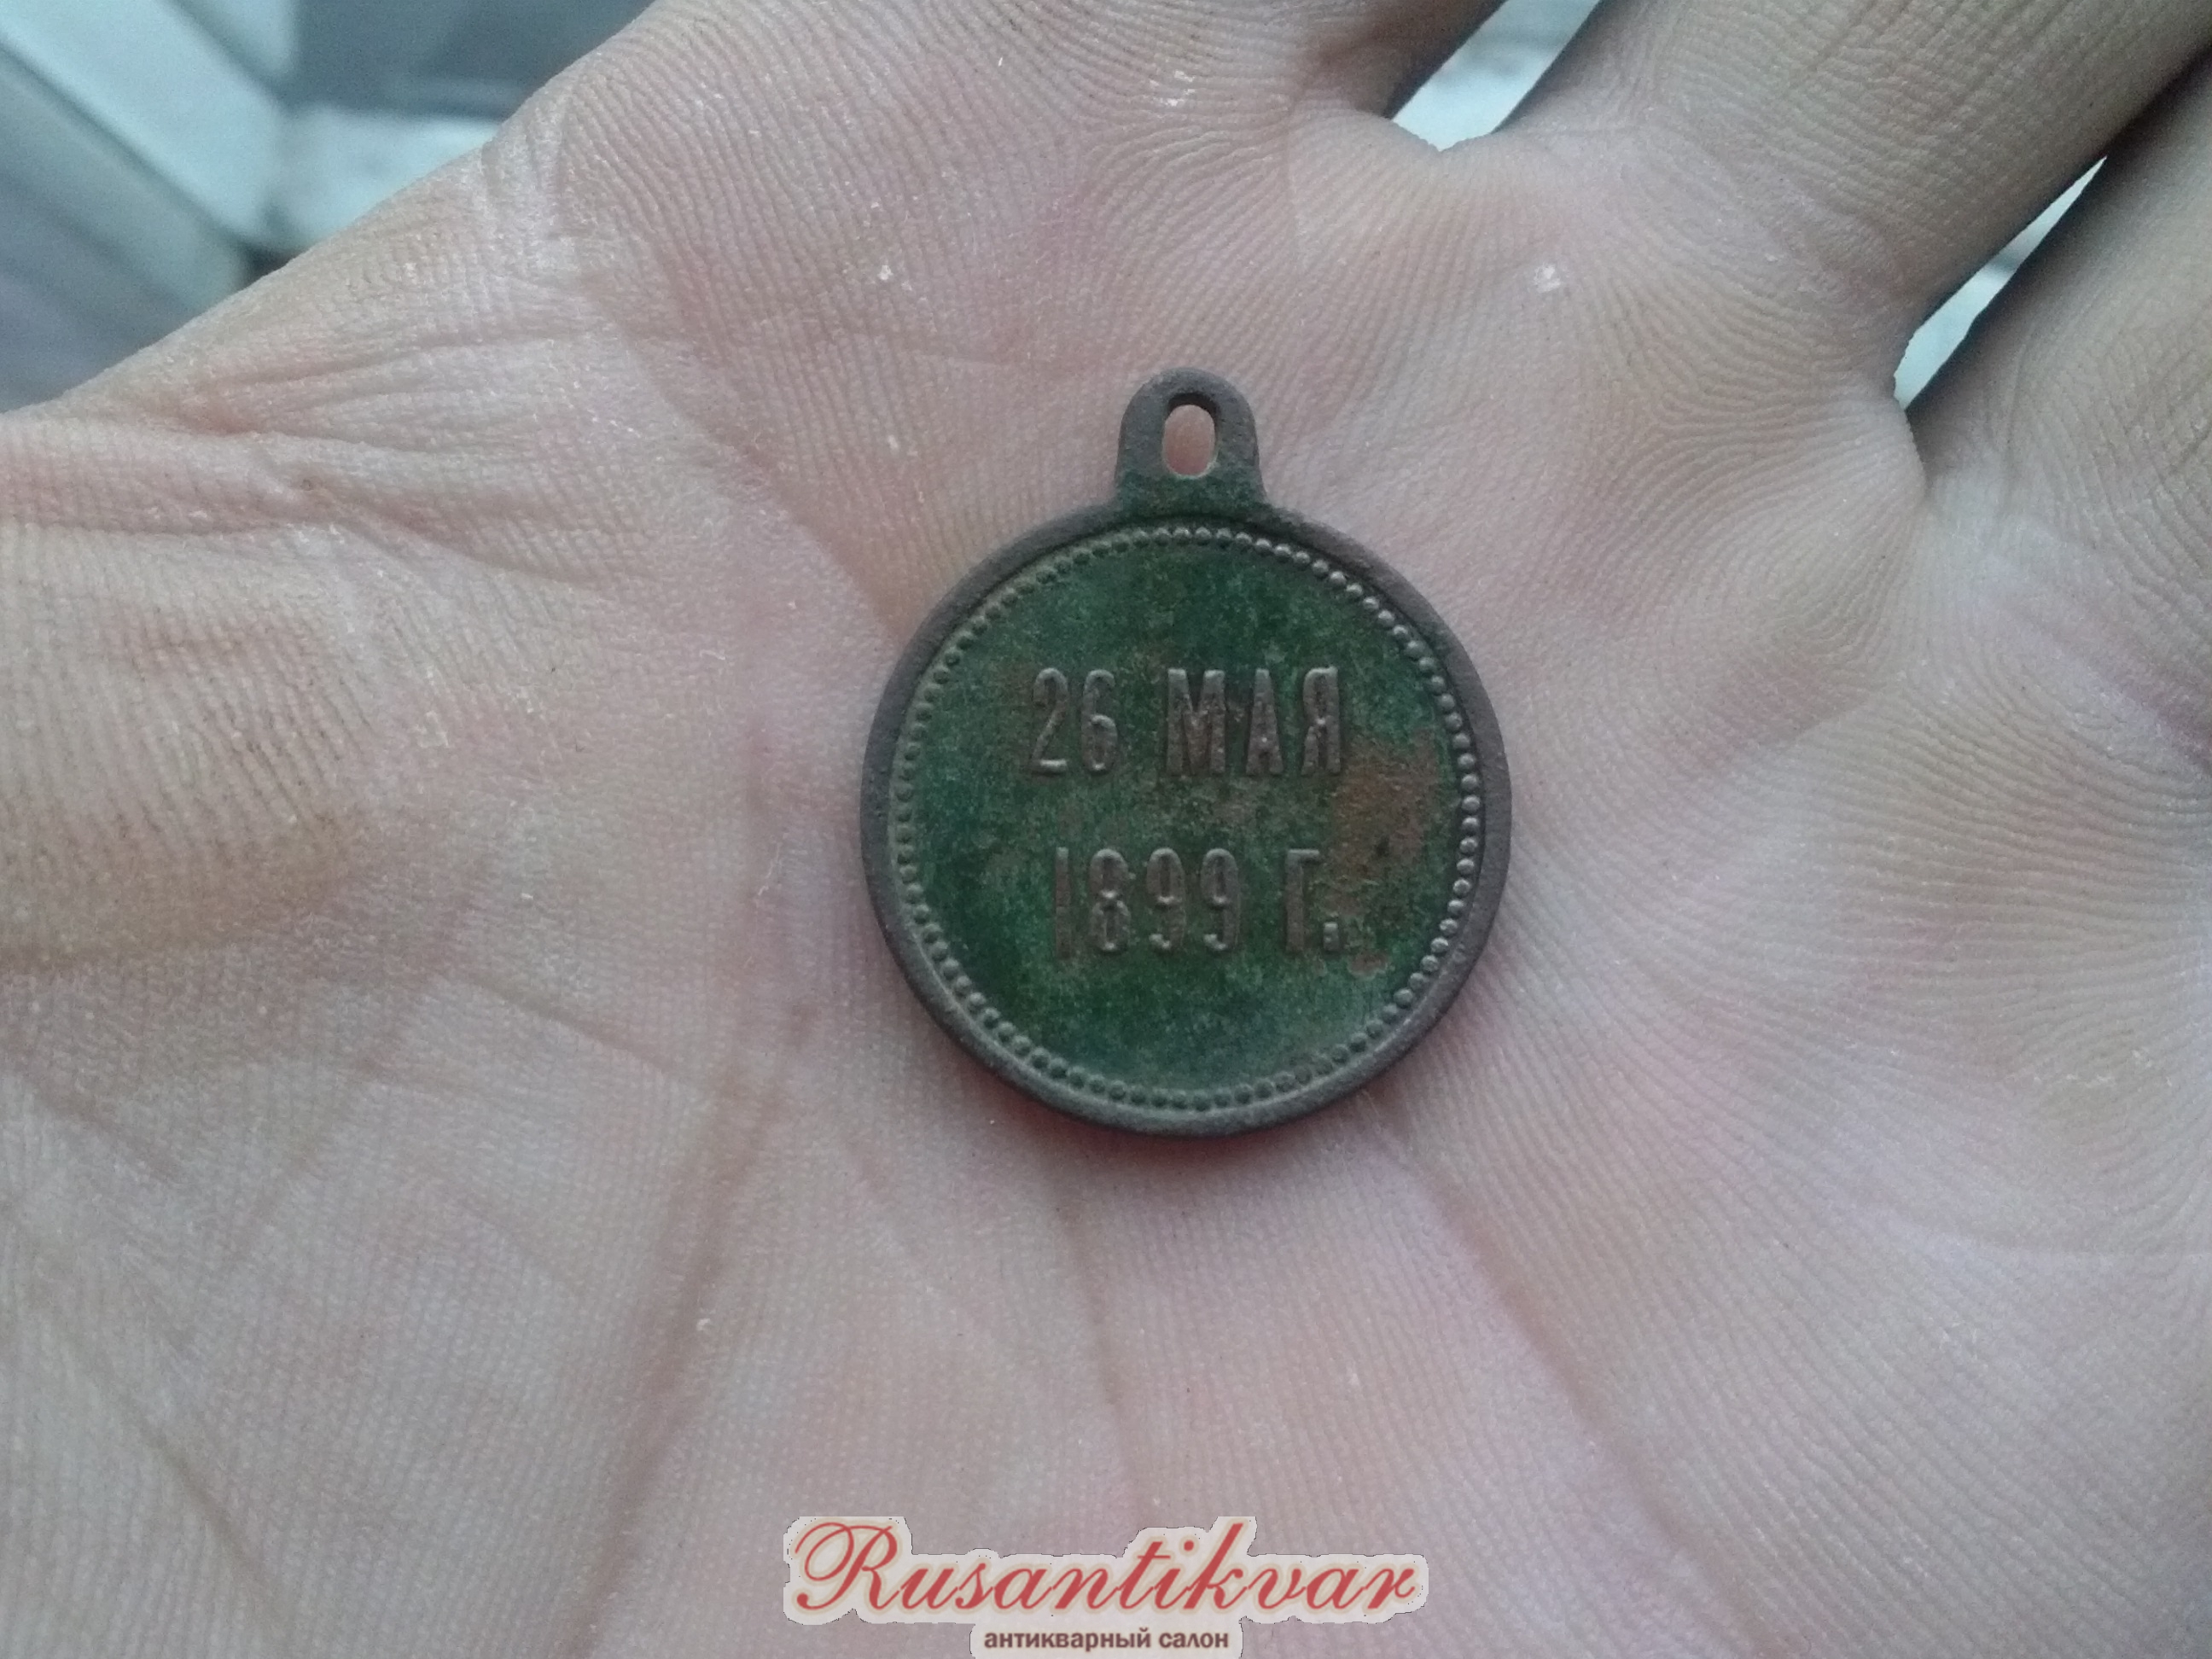 26 МАЯ
1899 Г.
Rusantikvar
антикварный салон